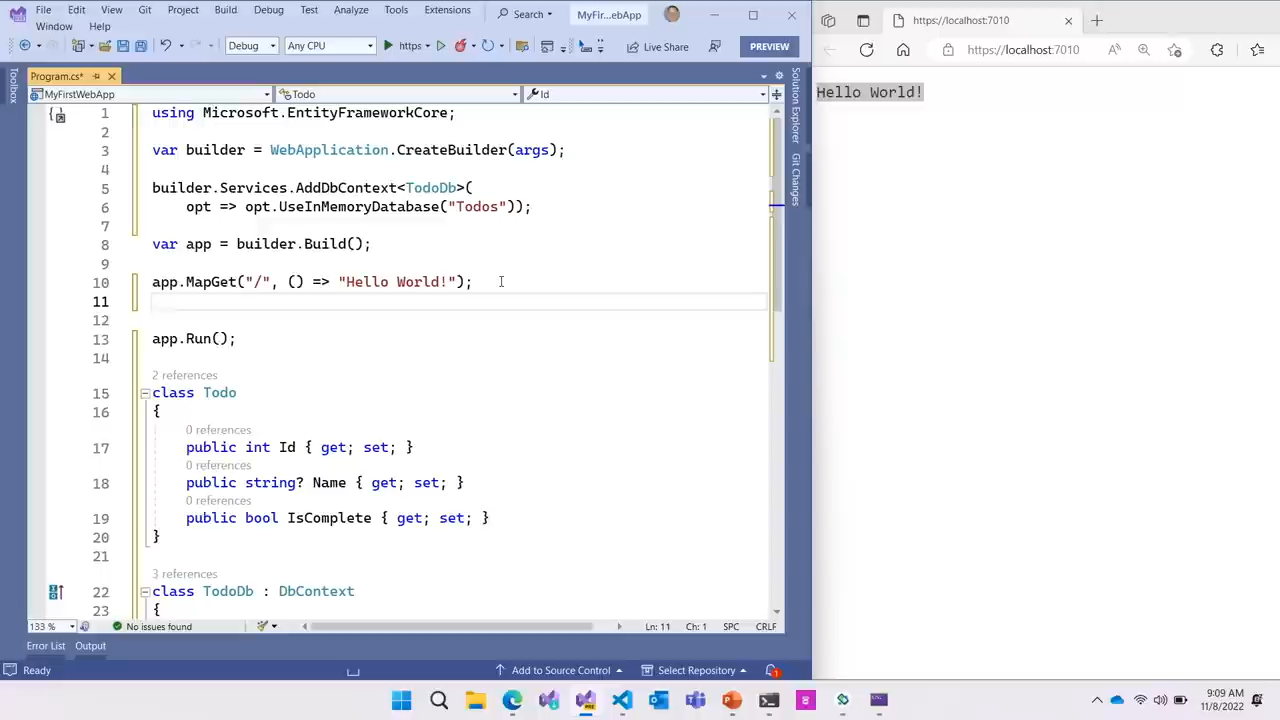 File Edit View Git Project Build Debug Test Analyze Tools Extensions
Window Help
Search
MyFir...ebApp
Debug Any CPU https Live Share PREVIEW
Toolbox
Program.cs*
MyFirstWebApp Todo Id
1 using Microsoft.EntityFrameworkCore;
2
3 var builder = WebApplication.CreateBuilder(args);
4
5 builder.Services.AddDbContext<TodoDb>(
6 opt => opt.UseInMemoryDatabase("Todos"));
7
8 var app = builder.Build();
9
10 app.MapGet("/", () => "Hello World!");
11
12
13 app.Run();
14
2 references
15 class Todo
16 {
0 references
17 public int Id { get; set; }
0 references
18 public string? Name { get; set; }
0 references
19 public bool IsComplete { get; set; }
20 }
21
3 references
22 class TodoDb : DbContext
23 {
133 % No issues found Ln: 11 Ch: 1 SPC CRLF
Error List Output
Ready Add to Source Control Select Repository 1
Solution Explorer
Git Changes
https://localhost:7010
https://localhost:7010
Hello World!
9:09 AM
11/8/2022